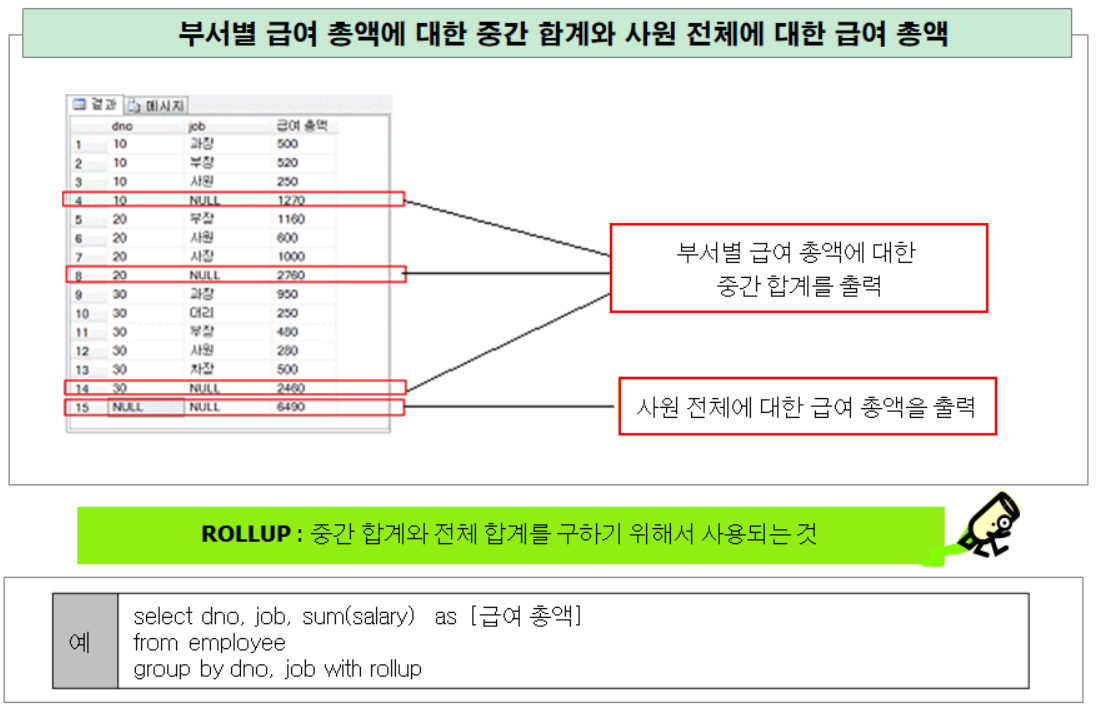 부서별 급여 총액에 대한 중간 합계와 사원 전체에 대한 급여 총액
결과 메시지
dno job 급여 총액
1 10 과장 500
2 10 부장 520
3 10 사원 250
4 10 NULL 1270
5 20 부장 1160
6 20 사원 600
7 20 사장 1000
8 20 NULL 2760
9 30 과장 950
10 30 대리 250
11 30 부장 480
12 30 사원 280
13 30 차장 500
14 30 NULL 2460
15 NULL NULL 6490
부서별 급여 총액에 대한
중간 합계를 출력
사원 전체에 대한 급여 총액을 출력
ROLLUP : 중간 합계와 전체 합계를 구하기 위해서 사용되는 것
예
select dno, job, sum(salary) as [급여 총액]
from employee
group by dno, job with rollup